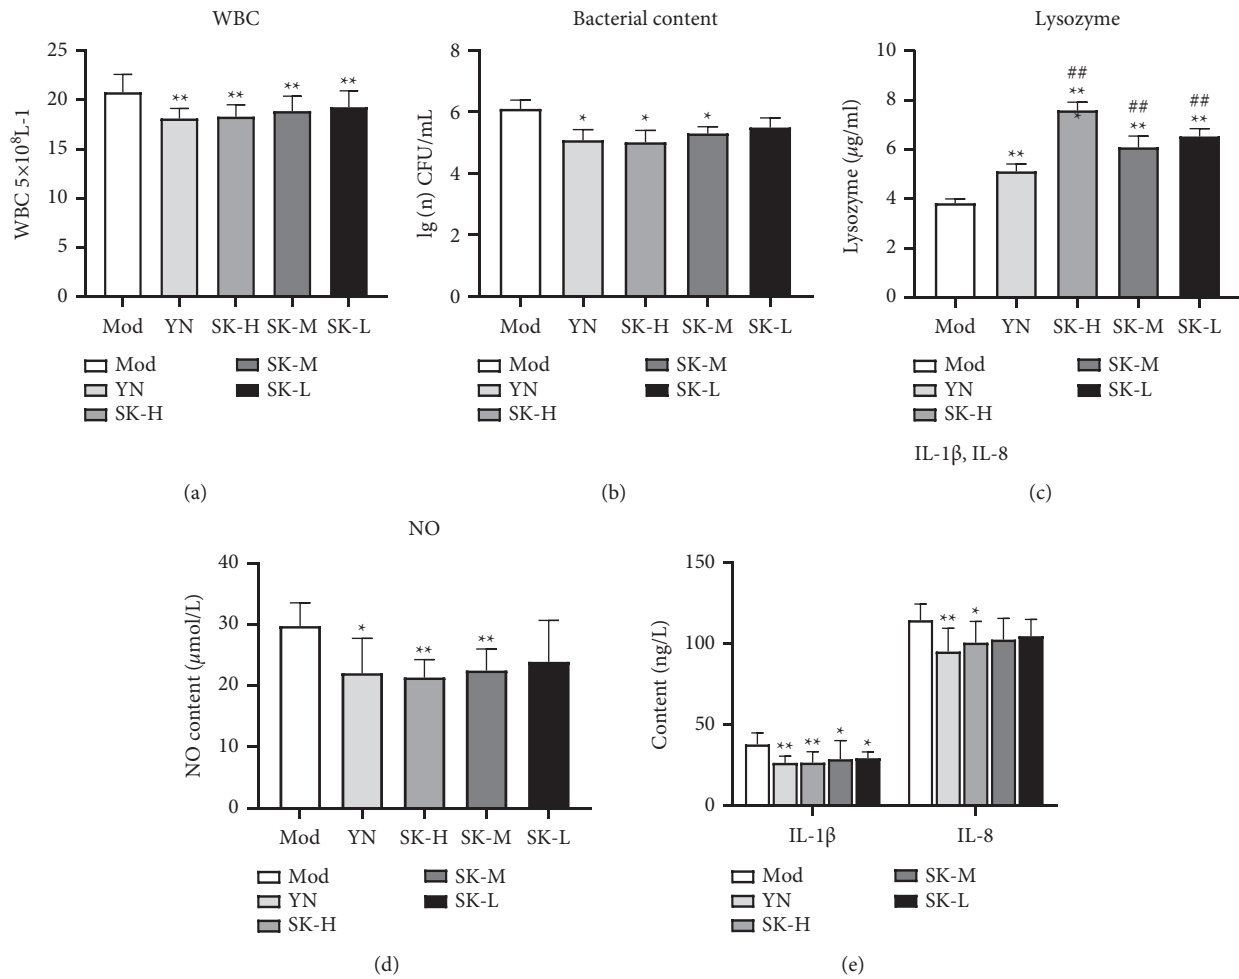 WBC
WBC 5×10⁸L-1
25
20
15
10
5
0
**
**
**
**
Mod YN SK-H SK-M SK-L
Mod SK-M
YN SK-L
SK-H
(a)
Bacterial content
lg (n) CFU/mL
8
6
4
2
0
*
*
*
Mod YN SK-H SK-M SK-L
Mod SK-M
YN SK-L
SK-H
(b)
Lysozyme
Lysozyme (μg/ml)
10
8
6
4
2
0
**
##
**
*
##
**
##
**
Mod YN SK-H SK-M SK-L
Mod SK-M
YN SK-L
SK-H
IL-1β, IL-8
(c)
NO
NO content (μmol/L)
40
30
20
10
0
*
**
**
Mod YN SK-H SK-M SK-L
Mod SK-M
YN SK-L
SK-H
(d)
Content (ng/L)
150
100
50
0
** ** * *
** *
IL-1β IL-8
Mod SK-M
YN SK-L
SK-H
(e)